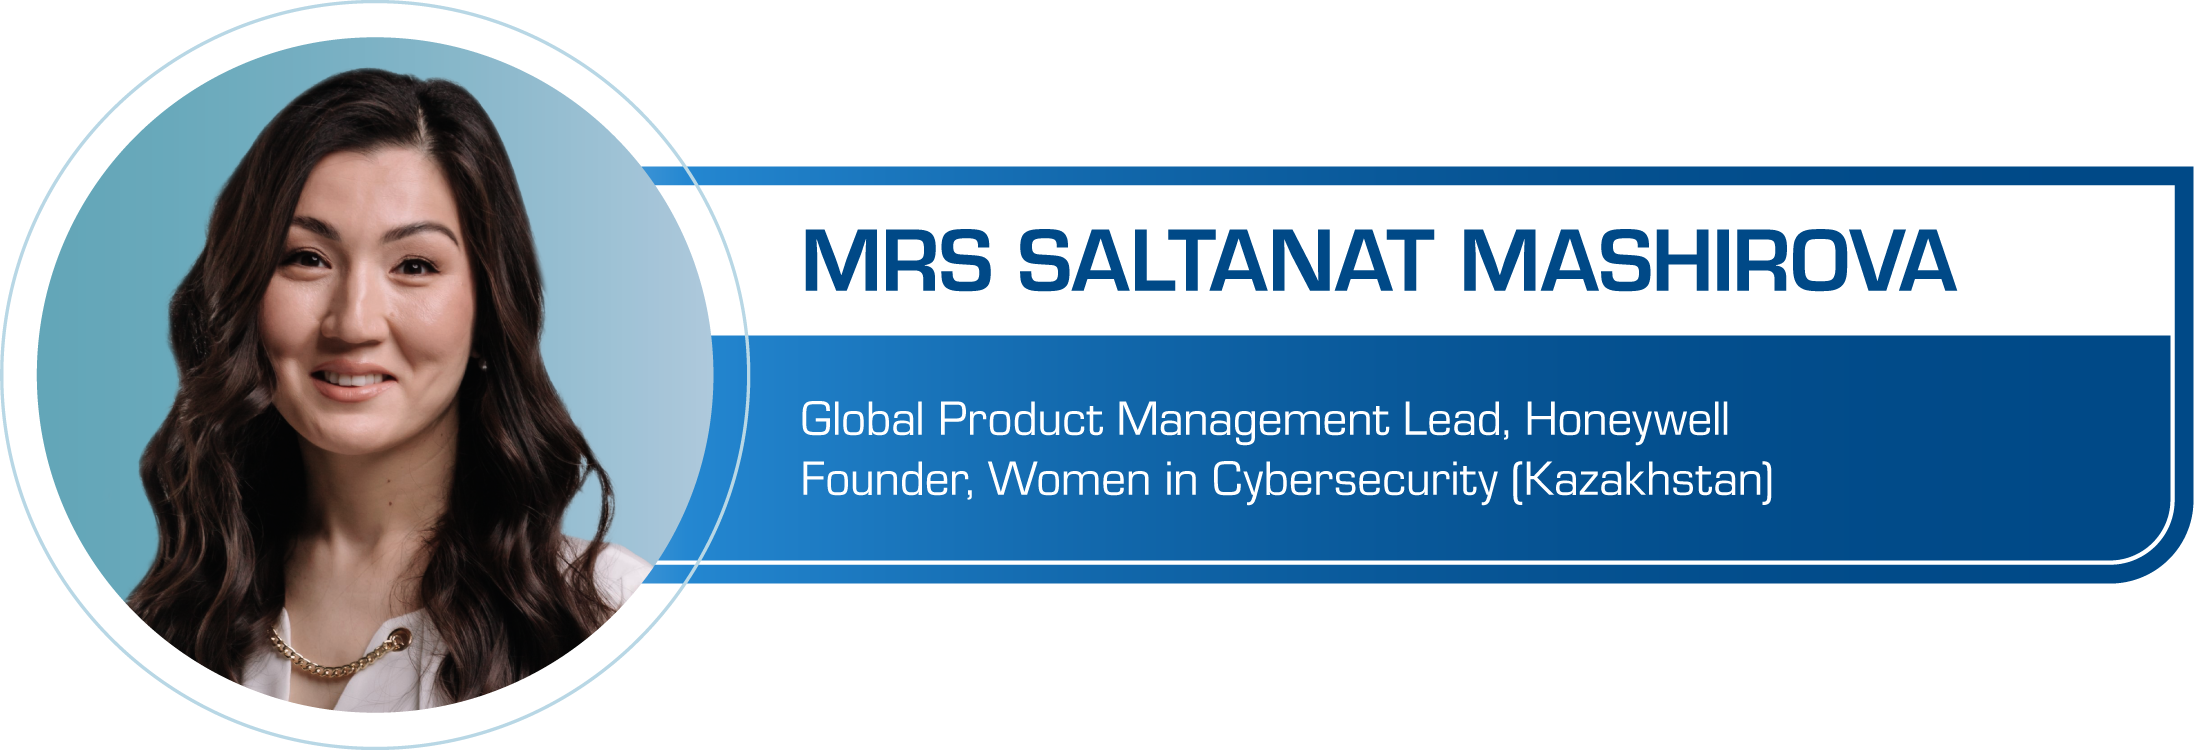 MRS SALTANAT MASHIROVA
Global Product Management Lead, Honeywell
Founder, Women in Cybersecurity (Kazakhstan)